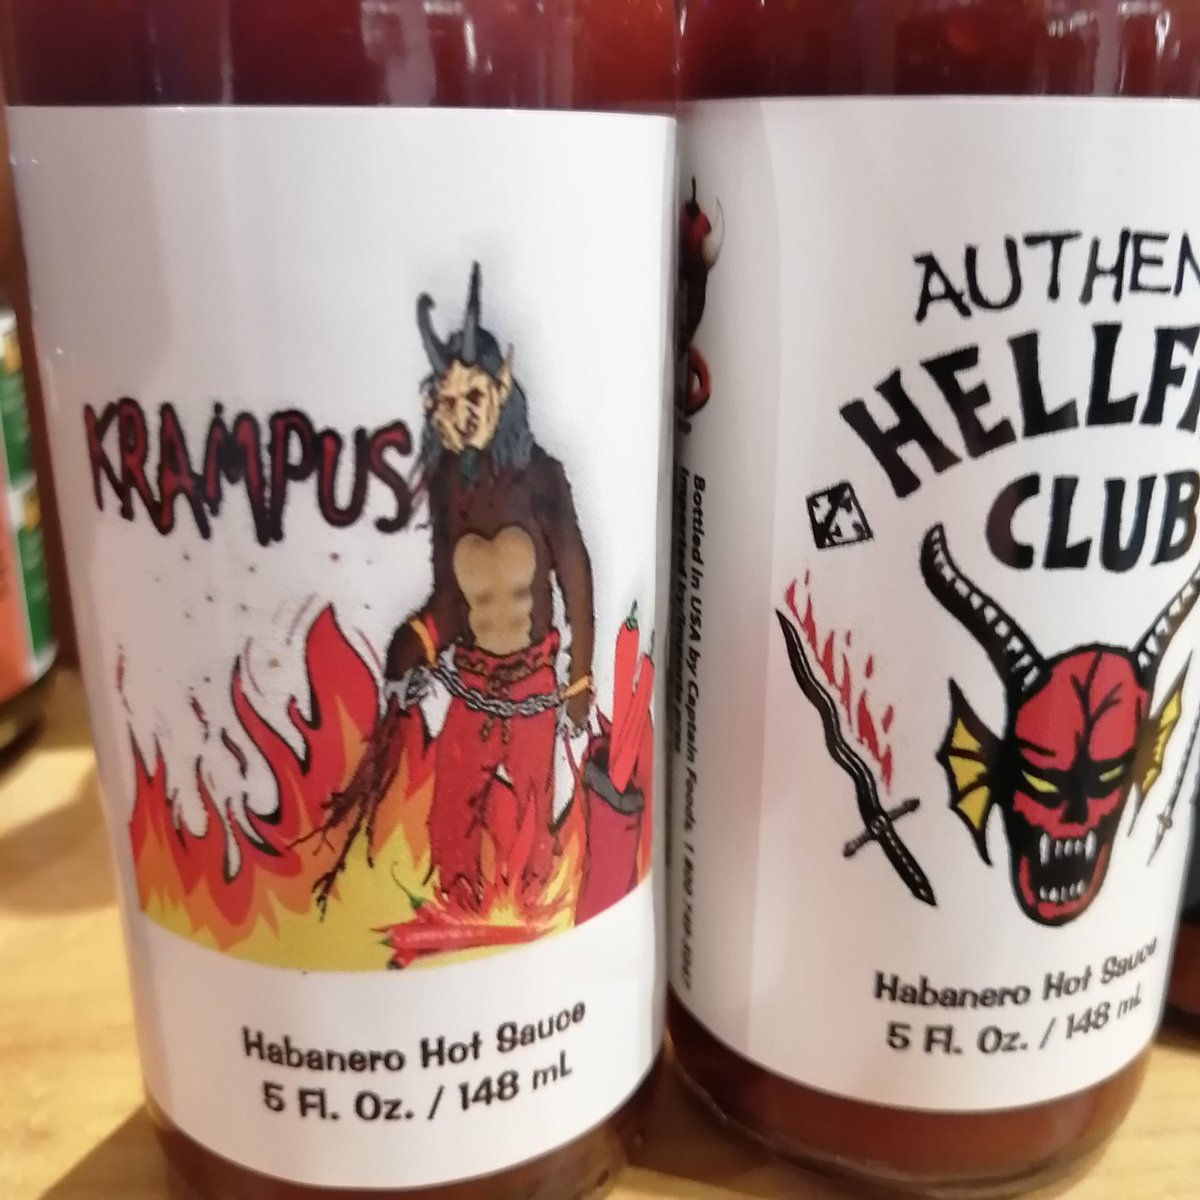 KRAMPUS
Habanero Hot Sauce
5 Fl. Oz. / 148 mL
Bottled In USA by Captain Foods
AUTHEN
HELLF
CLUB
Habanero Hot Sauce
5 Fl. Oz. / 148 mL